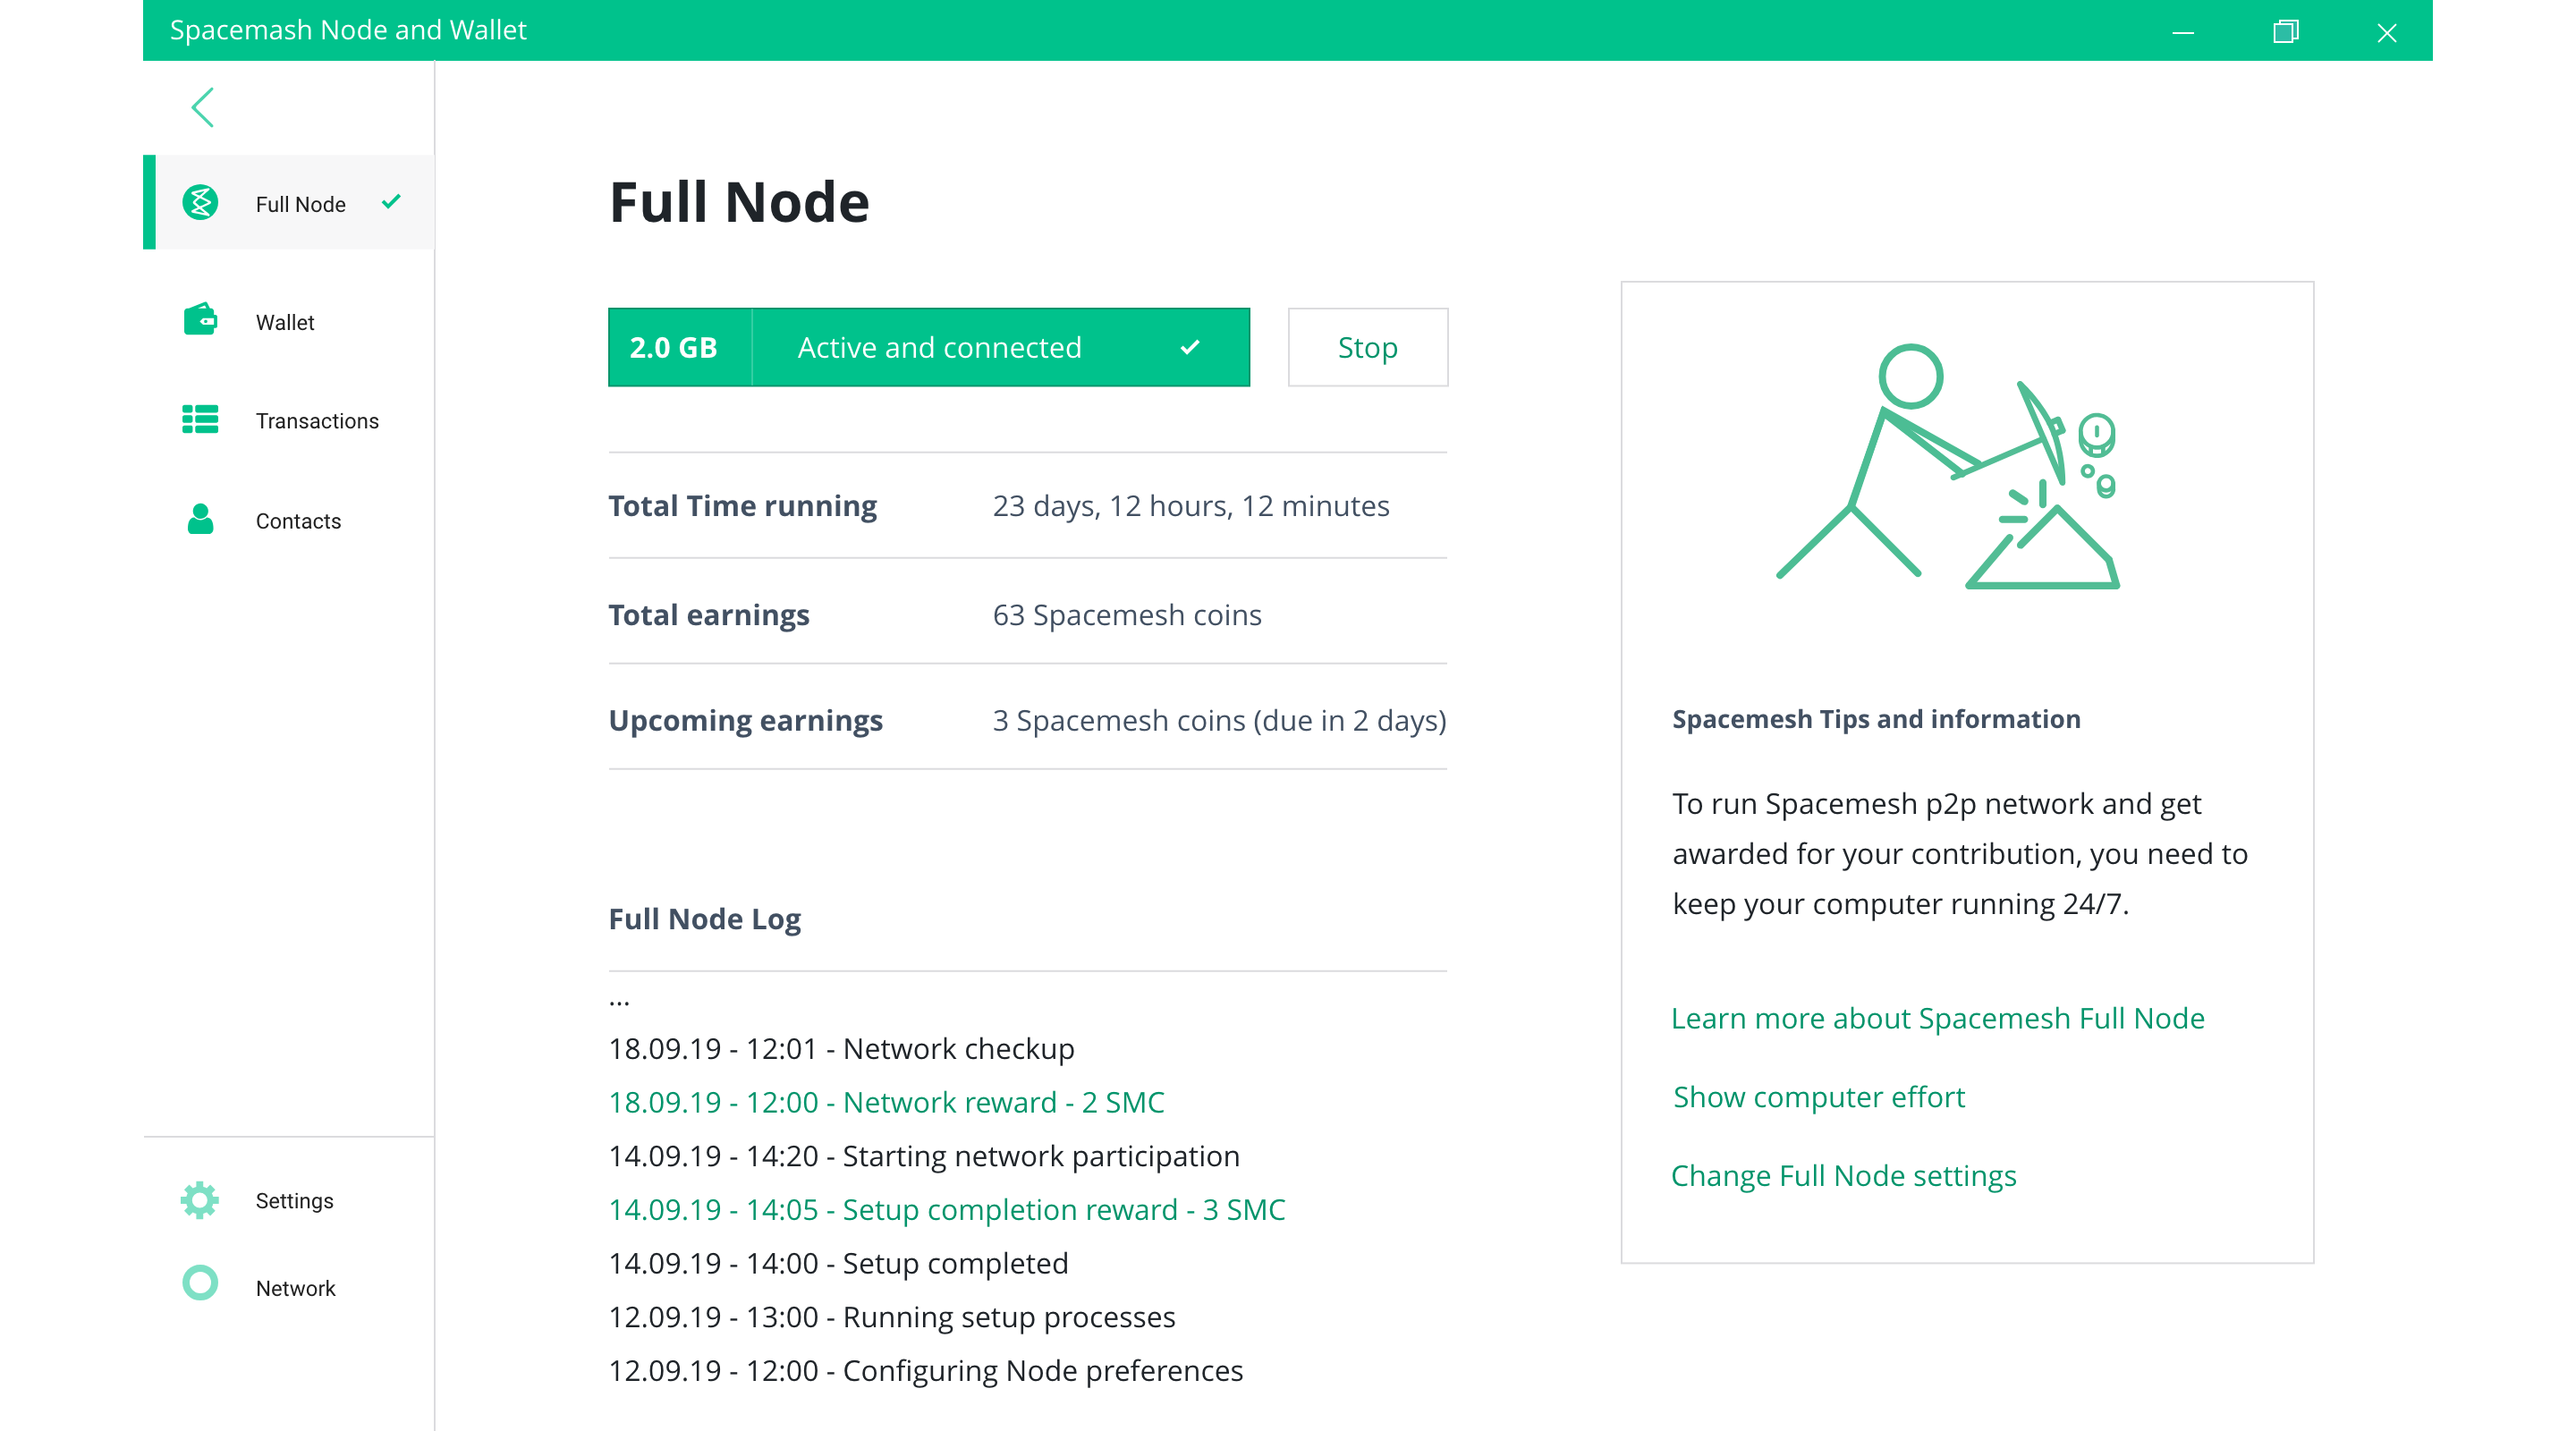 Spacemash Node and Wallet
Full Node
Wallet
Transactions
Contacts
Settings
Network
Full Node
2.0 GB
Active and connected
Stop
Total Time running
23 days, 12 hours, 12 minutes
Total earnings
63 Spacemesh coins
Upcoming earnings
3 Spacemesh coins (due in 2 days)
Full Node Log
...
18.09.19 - 12:01 - Network checkup
18.09.19 - 12:00 - Network reward - 2 SMC
14.09.19 - 14:20 - Starting network participation
14.09.19 - 14:05 - Setup completion reward - 3 SMC
14.09.19 - 14:00 - Setup completed
12.09.19 - 13:00 - Running setup processes
12.09.19 - 12:00 - Configuring Node preferences
Spacemesh Tips and information
To run Spacemesh p2p network and get
awarded for your contribution, you need to
keep your computer running 24/7.
Learn more about Spacemesh Full Node
Show computer effort
Change Full Node settings